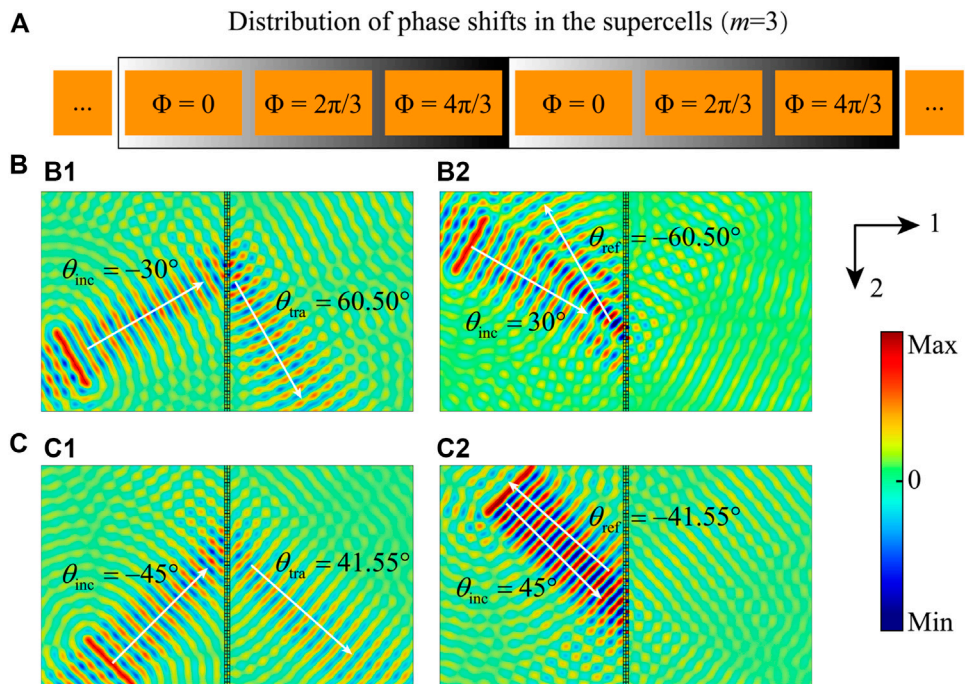 A
Distribution of phase shifts in the supercells (m=3)
... Φ = 0 Φ = 2π/3 Φ = 4π/3 Φ = 0 Φ = 2π/3 Φ = 4π/3 ...
B
B1
θinc = −30°
θtra = 60.50°
B2
θref = −60.50°
θinc = 30°
1
2
Max
0
Min
C
C1
θinc = −45°
θtra = 41.55°
C2
θref = −41.55°
θinc = 45°